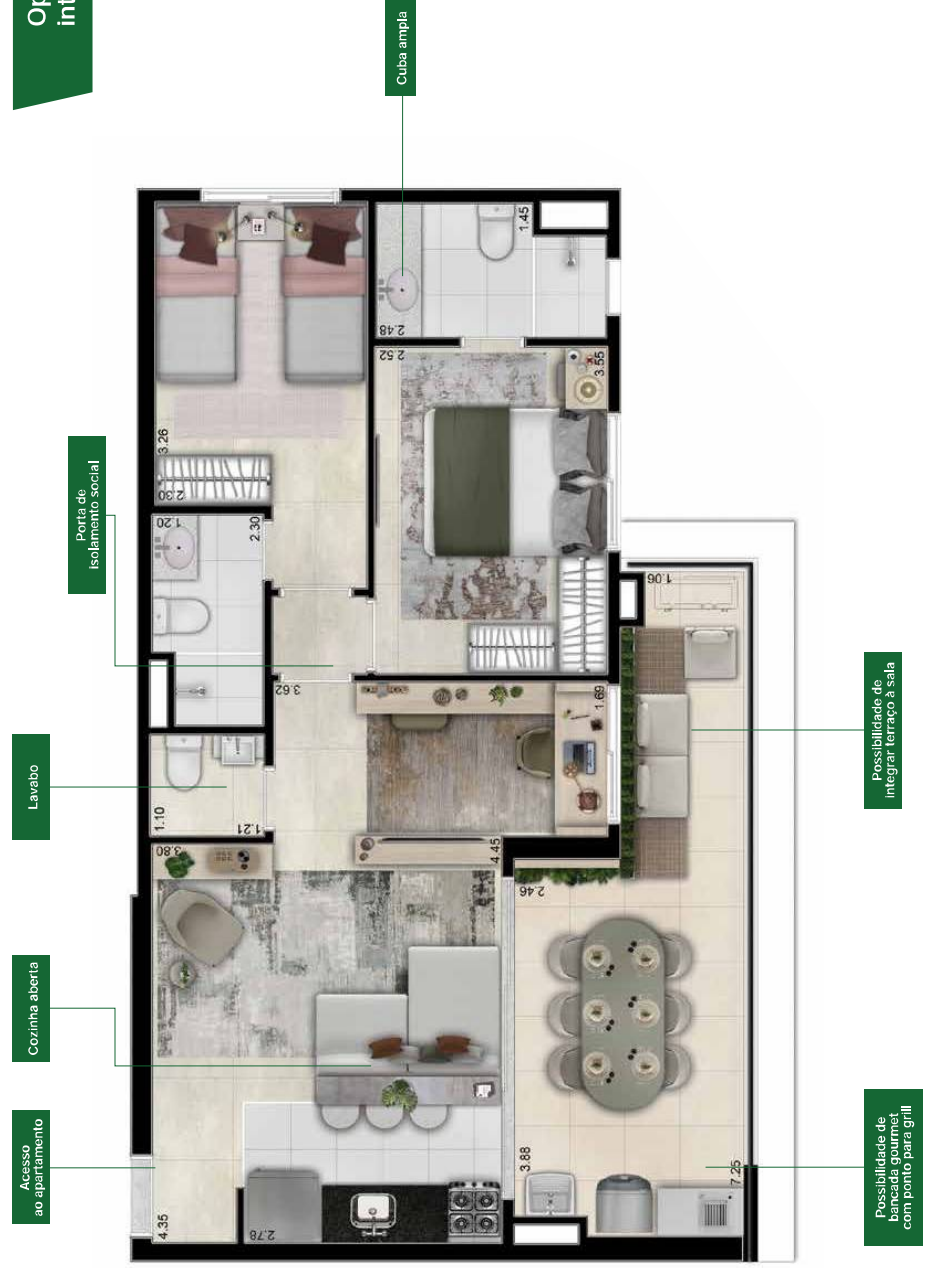 Op
int
Cuba ampla
Porta de
isolamento social
Lavabo
Cozinha aberta
Acesso
ao apartamento
Possibilidade de
integrar terraço à sala
Possibilidade de
bancada gourmet
com ponto para grill
1.45
2.48
2.52
3.55
3.26
2.30
1.20
2.30
3.62
1.69
1.06
1.10
1.21
3.80
4.45
2.46
4.35
2.78
3.88
7.25